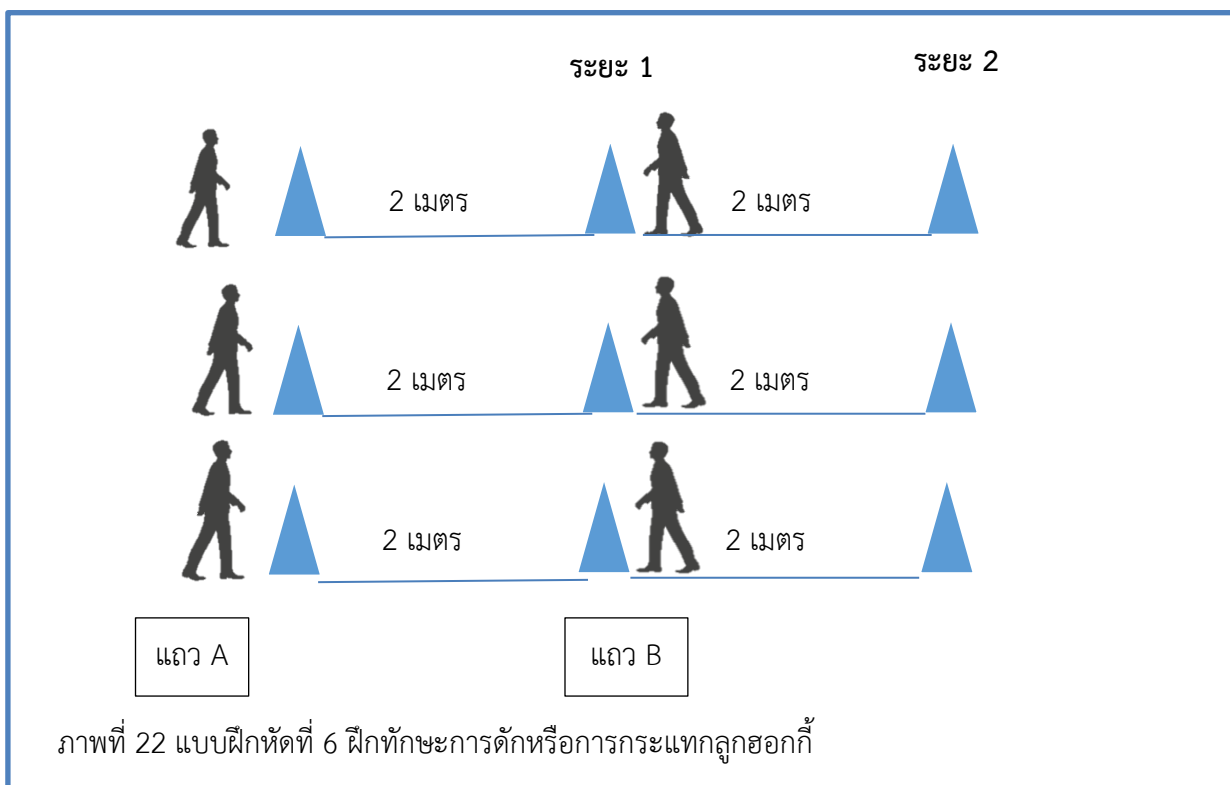 ระยะ 1 ระยะ 2
2 เมตร 2 เมตร
2 เมตร 2 เมตร
2 เมตร 2 เมตร
แถว A แถว B
ภาพที่ 22 แบบฝึกหัดที่ 6 ฝึกทักษะการดักหรือการกระแทกลูกฮอกกี้